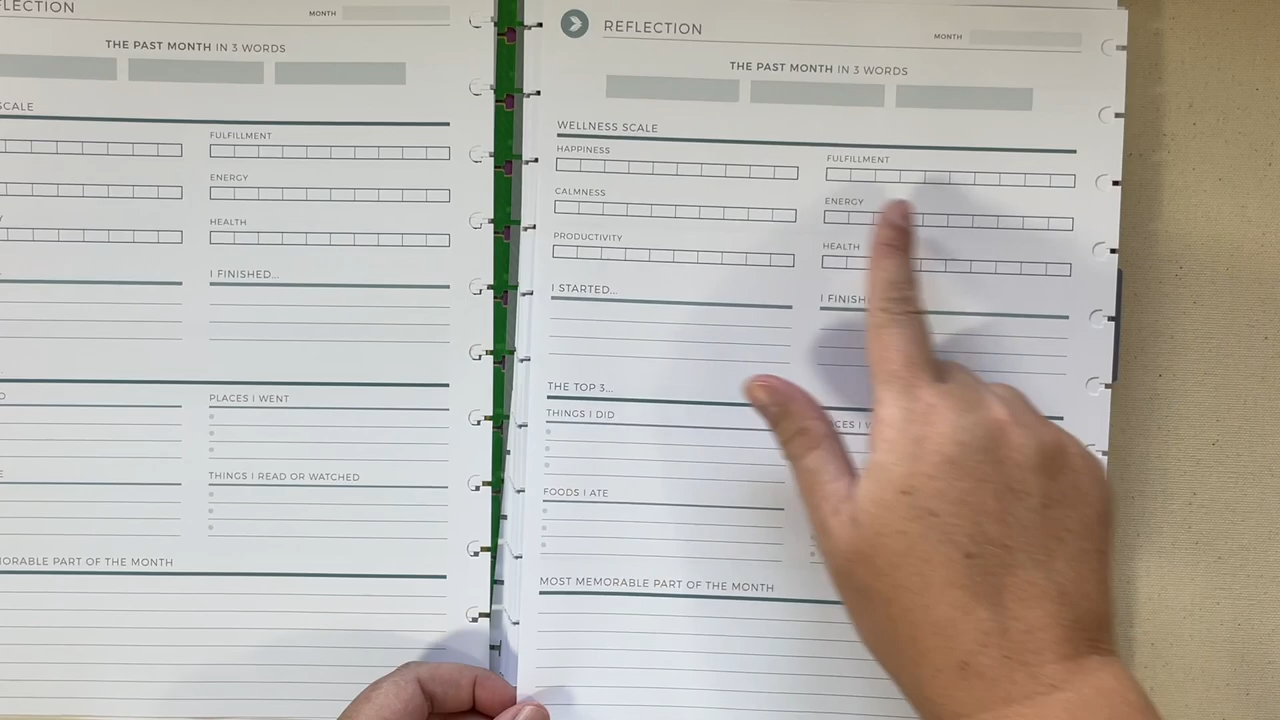 FLECTION
MONTH
THE PAST MONTH IN 3 WORDS
SCALE
FULFILLMENT
ENERGY
HEALTH
I FINISHED...
PLACES I WENT
THINGS I READ OR WATCHED
ORABLE PART OF THE MONTH
REFLECTION
MONTH
THE PAST MONTH IN 3 WORDS
WELLNESS SCALE
HAPPINESS
FULFILLMENT
CALMNESS
ENERGY
PRODUCTIVITY
HEALTH
I STARTED...
I FINISH
THE TOP 3...
THINGS I DID
CES I W
FOODS I ATE
MOST MEMORABLE PART OF THE MONTH